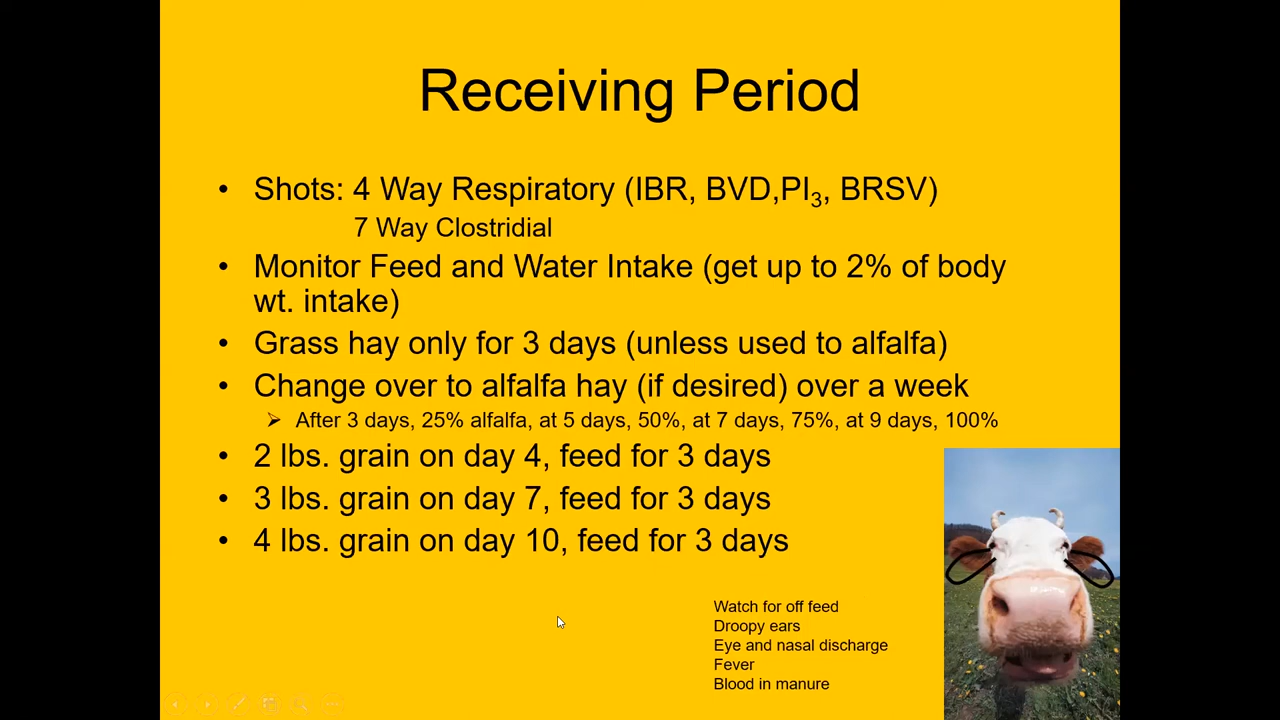 Receiving Period
• Shots: 4 Way Respiratory (IBR, BVD,PI₃, BRSV)
7 Way Clostridial
• Monitor Feed and Water Intake (get up to 2% of body
wt. intake)
• Grass hay only for 3 days (unless used to alfalfa)
• Change over to alfalfa hay (if desired) over a week
➢ After 3 days, 25% alfalfa, at 5 days, 50%, at 7 days, 75%, at 9 days, 100%
• 2 lbs. grain on day 4, feed for 3 days
• 3 lbs. grain on day 7, feed for 3 days
• 4 lbs. grain on day 10, feed for 3 days
Watch for off feed
Droopy ears
Eye and nasal discharge
Fever
Blood in manure